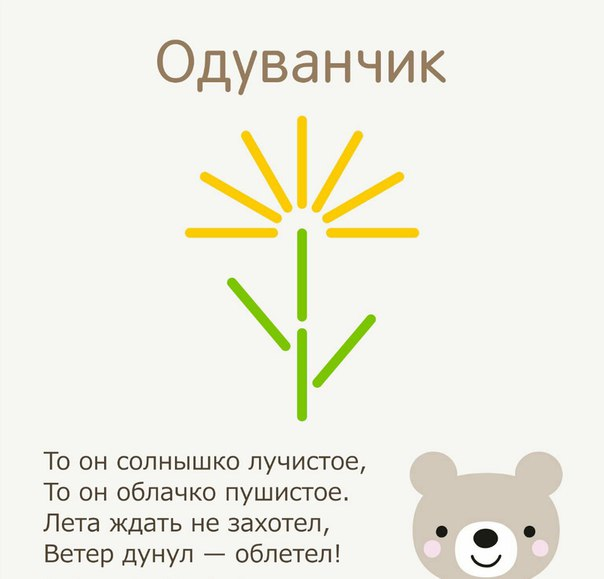 Одуванчик
То он солнышко лучистое,
То он облачко пушистое.
Лета ждать не захотел,
Ветер дунул — облетел!